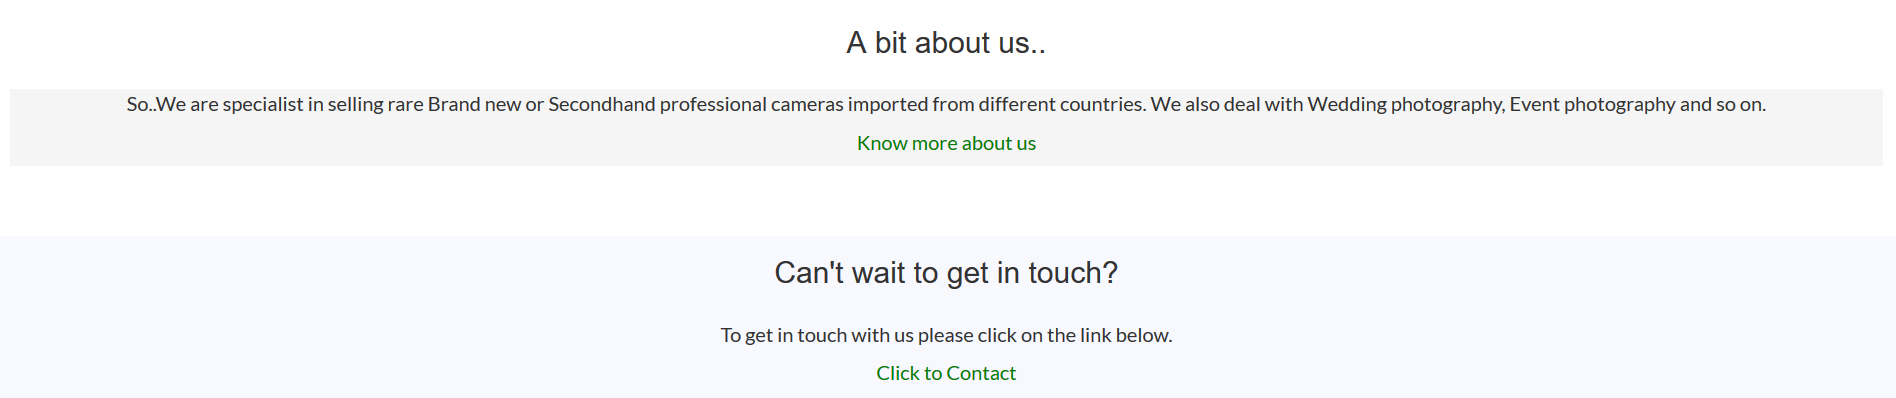 A bit about us..
So..We are specialist in selling rare Brand new or Secondhand professional cameras imported from different countries. We also deal with Wedding photography, Event photography and so on.
Know more about us
Can't wait to get in touch?
To get in touch with us please click on the link below.
Click to Contact